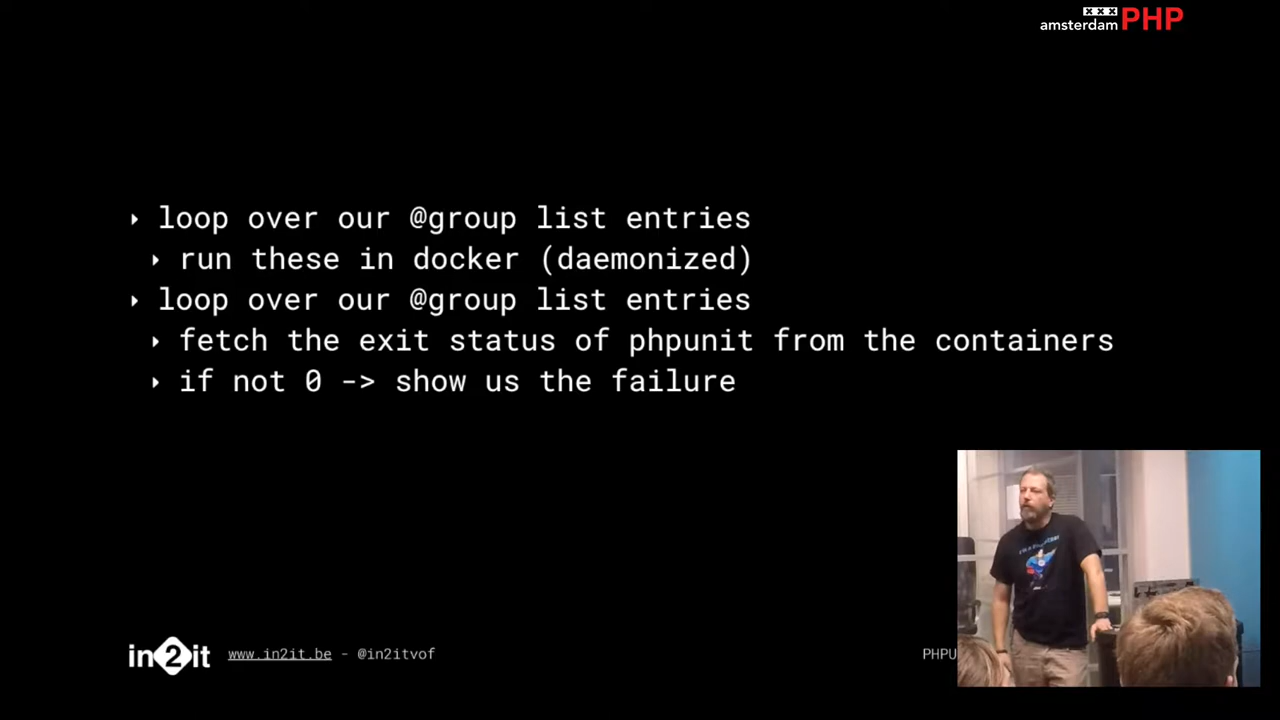 amsterdamPHP
‣ loop over our @group list entries
‣ run these in docker (daemonized)
‣ loop over our @group list entries
‣ fetch the exit status of phpunit from the containers
‣ if not 0 -> show us the failure
in2it www.in2it.be - @in2itvof PHPU